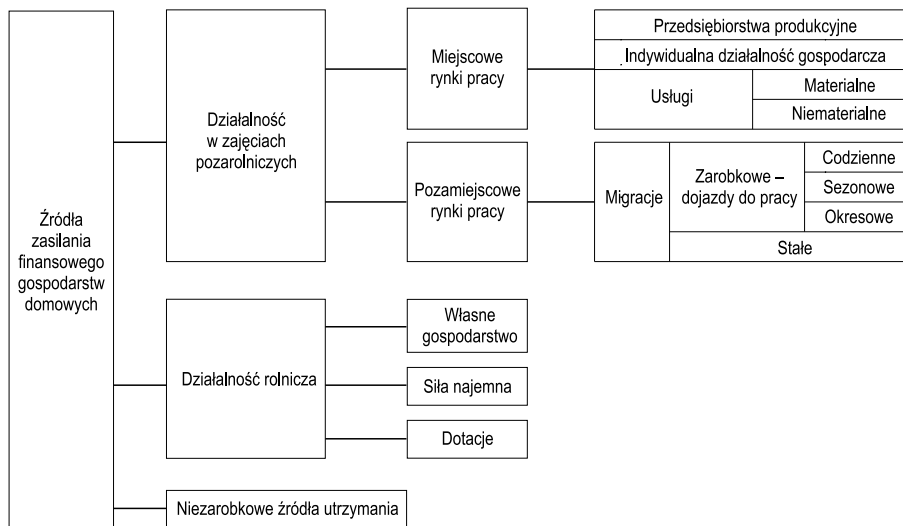 Źródła
zasilania
finansowego
gospodarstw
domowych
Działalność
w zajęciach
pozarolniczych
Miejscowe
rynki pracy
Przedsiębiorstwa produkcyjne
Indywidualna działalność gospodarcza
Usługi
Materialne
Niematerialne
Pozamiejscowe
rynki pracy
Migracje
Zarobkowe –
dojazdy do pracy
Codzienne
Sezonowe
Okresowe
Stałe
Działalność rolnicza
Własne
gospodarstwo
Siła najemna
Dotacje
Niezarobkowe źródła utrzymania